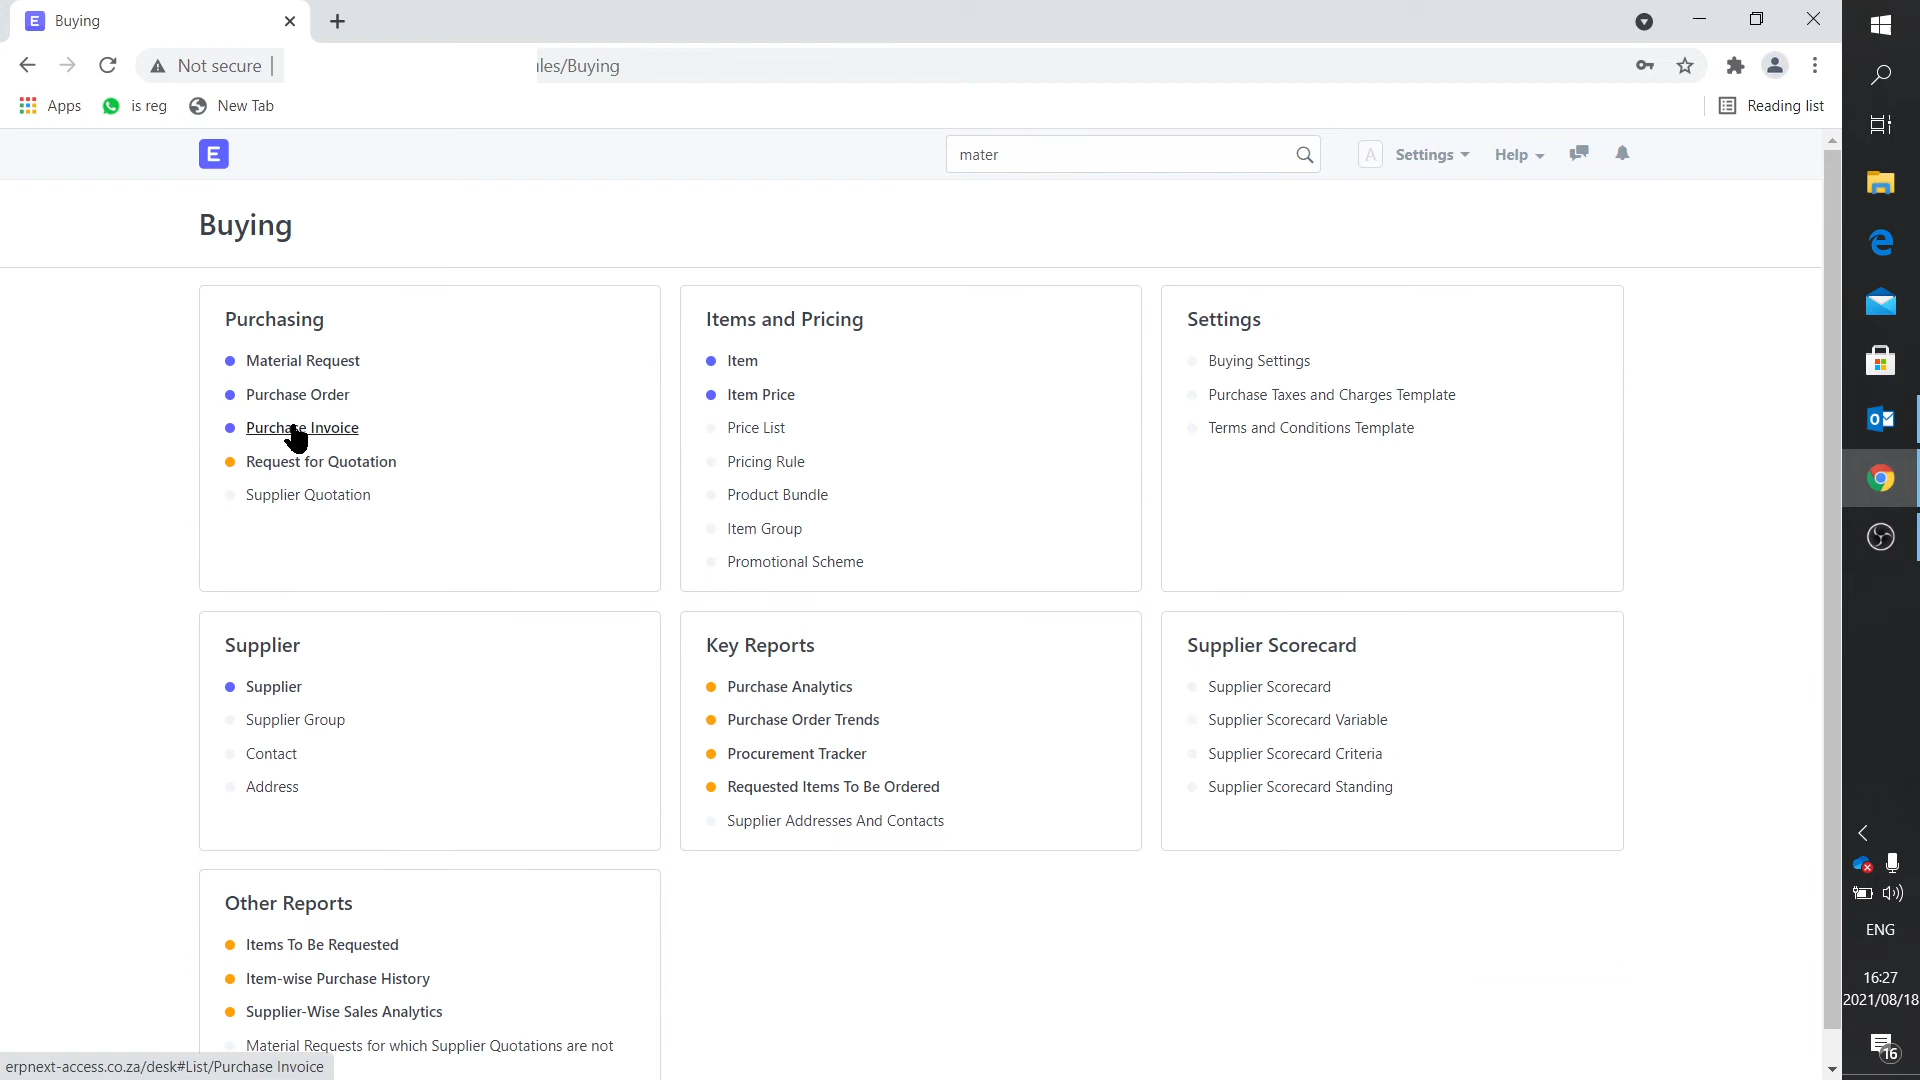 E Buying
Not secure | les/Buying
Apps is reg New Tab Reading list
E mater A Settings Help
Buying
Purchasing
Material Request
Purchase Order
Purchase Invoice
Request for Quotation
Supplier Quotation
Items and Pricing
Item
Item Price
Price List
Pricing Rule
Product Bundle
Item Group
Promotional Scheme
Settings
Buying Settings
Purchase Taxes and Charges Template
Terms and Conditions Template
Supplier
Supplier
Supplier Group
Contact
Address
Key Reports
Purchase Analytics
Purchase Order Trends
Procurement Tracker
Requested Items To Be Ordered
Supplier Addresses And Contacts
Supplier Scorecard
Supplier Scorecard
Supplier Scorecard Variable
Supplier Scorecard Criteria
Supplier Scorecard Standing
Other Reports
Items To Be Requested
Item-wise Purchase History
Supplier-Wise Sales Analytics
Material Requests for which Supplier Quotations are not
erpnext-access.co.za/desk#List/Purchase Invoice
ENG
16:27
2021/08/18
16